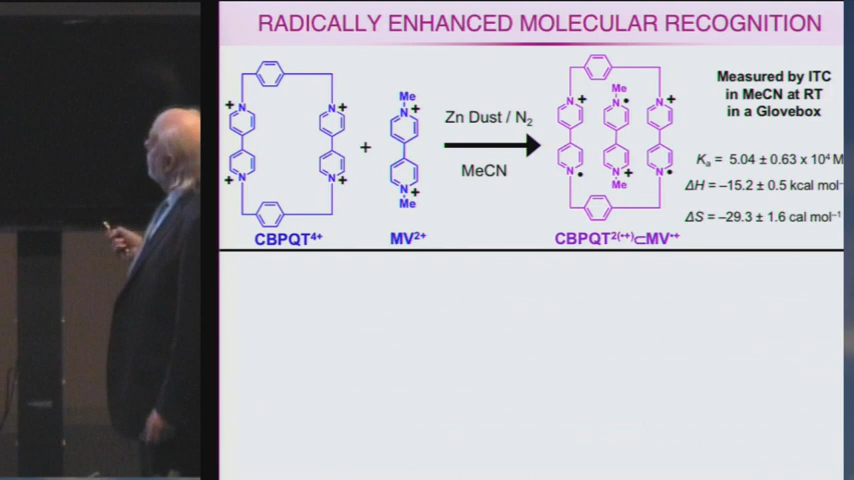 RADICALLY ENHANCED MOLECULAR RECOGNITION
Me
N
+
N
+
N
+
N
+
N
+
N
+
Me
+
Zn Dust / N₂
MeCN
Me
N
+
N
•
N
+
N
•
N
+
N
•
Me
Measured by ITC
in MeCN at RT
in a Glovebox
Kₐ = 5.04 ± 0.63 x 10⁴ M
ΔH = –15.2 ± 0.5 kcal mol⁻
ΔS = –29.3 ± 1.6 cal mol⁻¹
CBPQT⁴⁺
MV²⁺
CBPQT²⁽•⁺⁾⊂MV•⁺